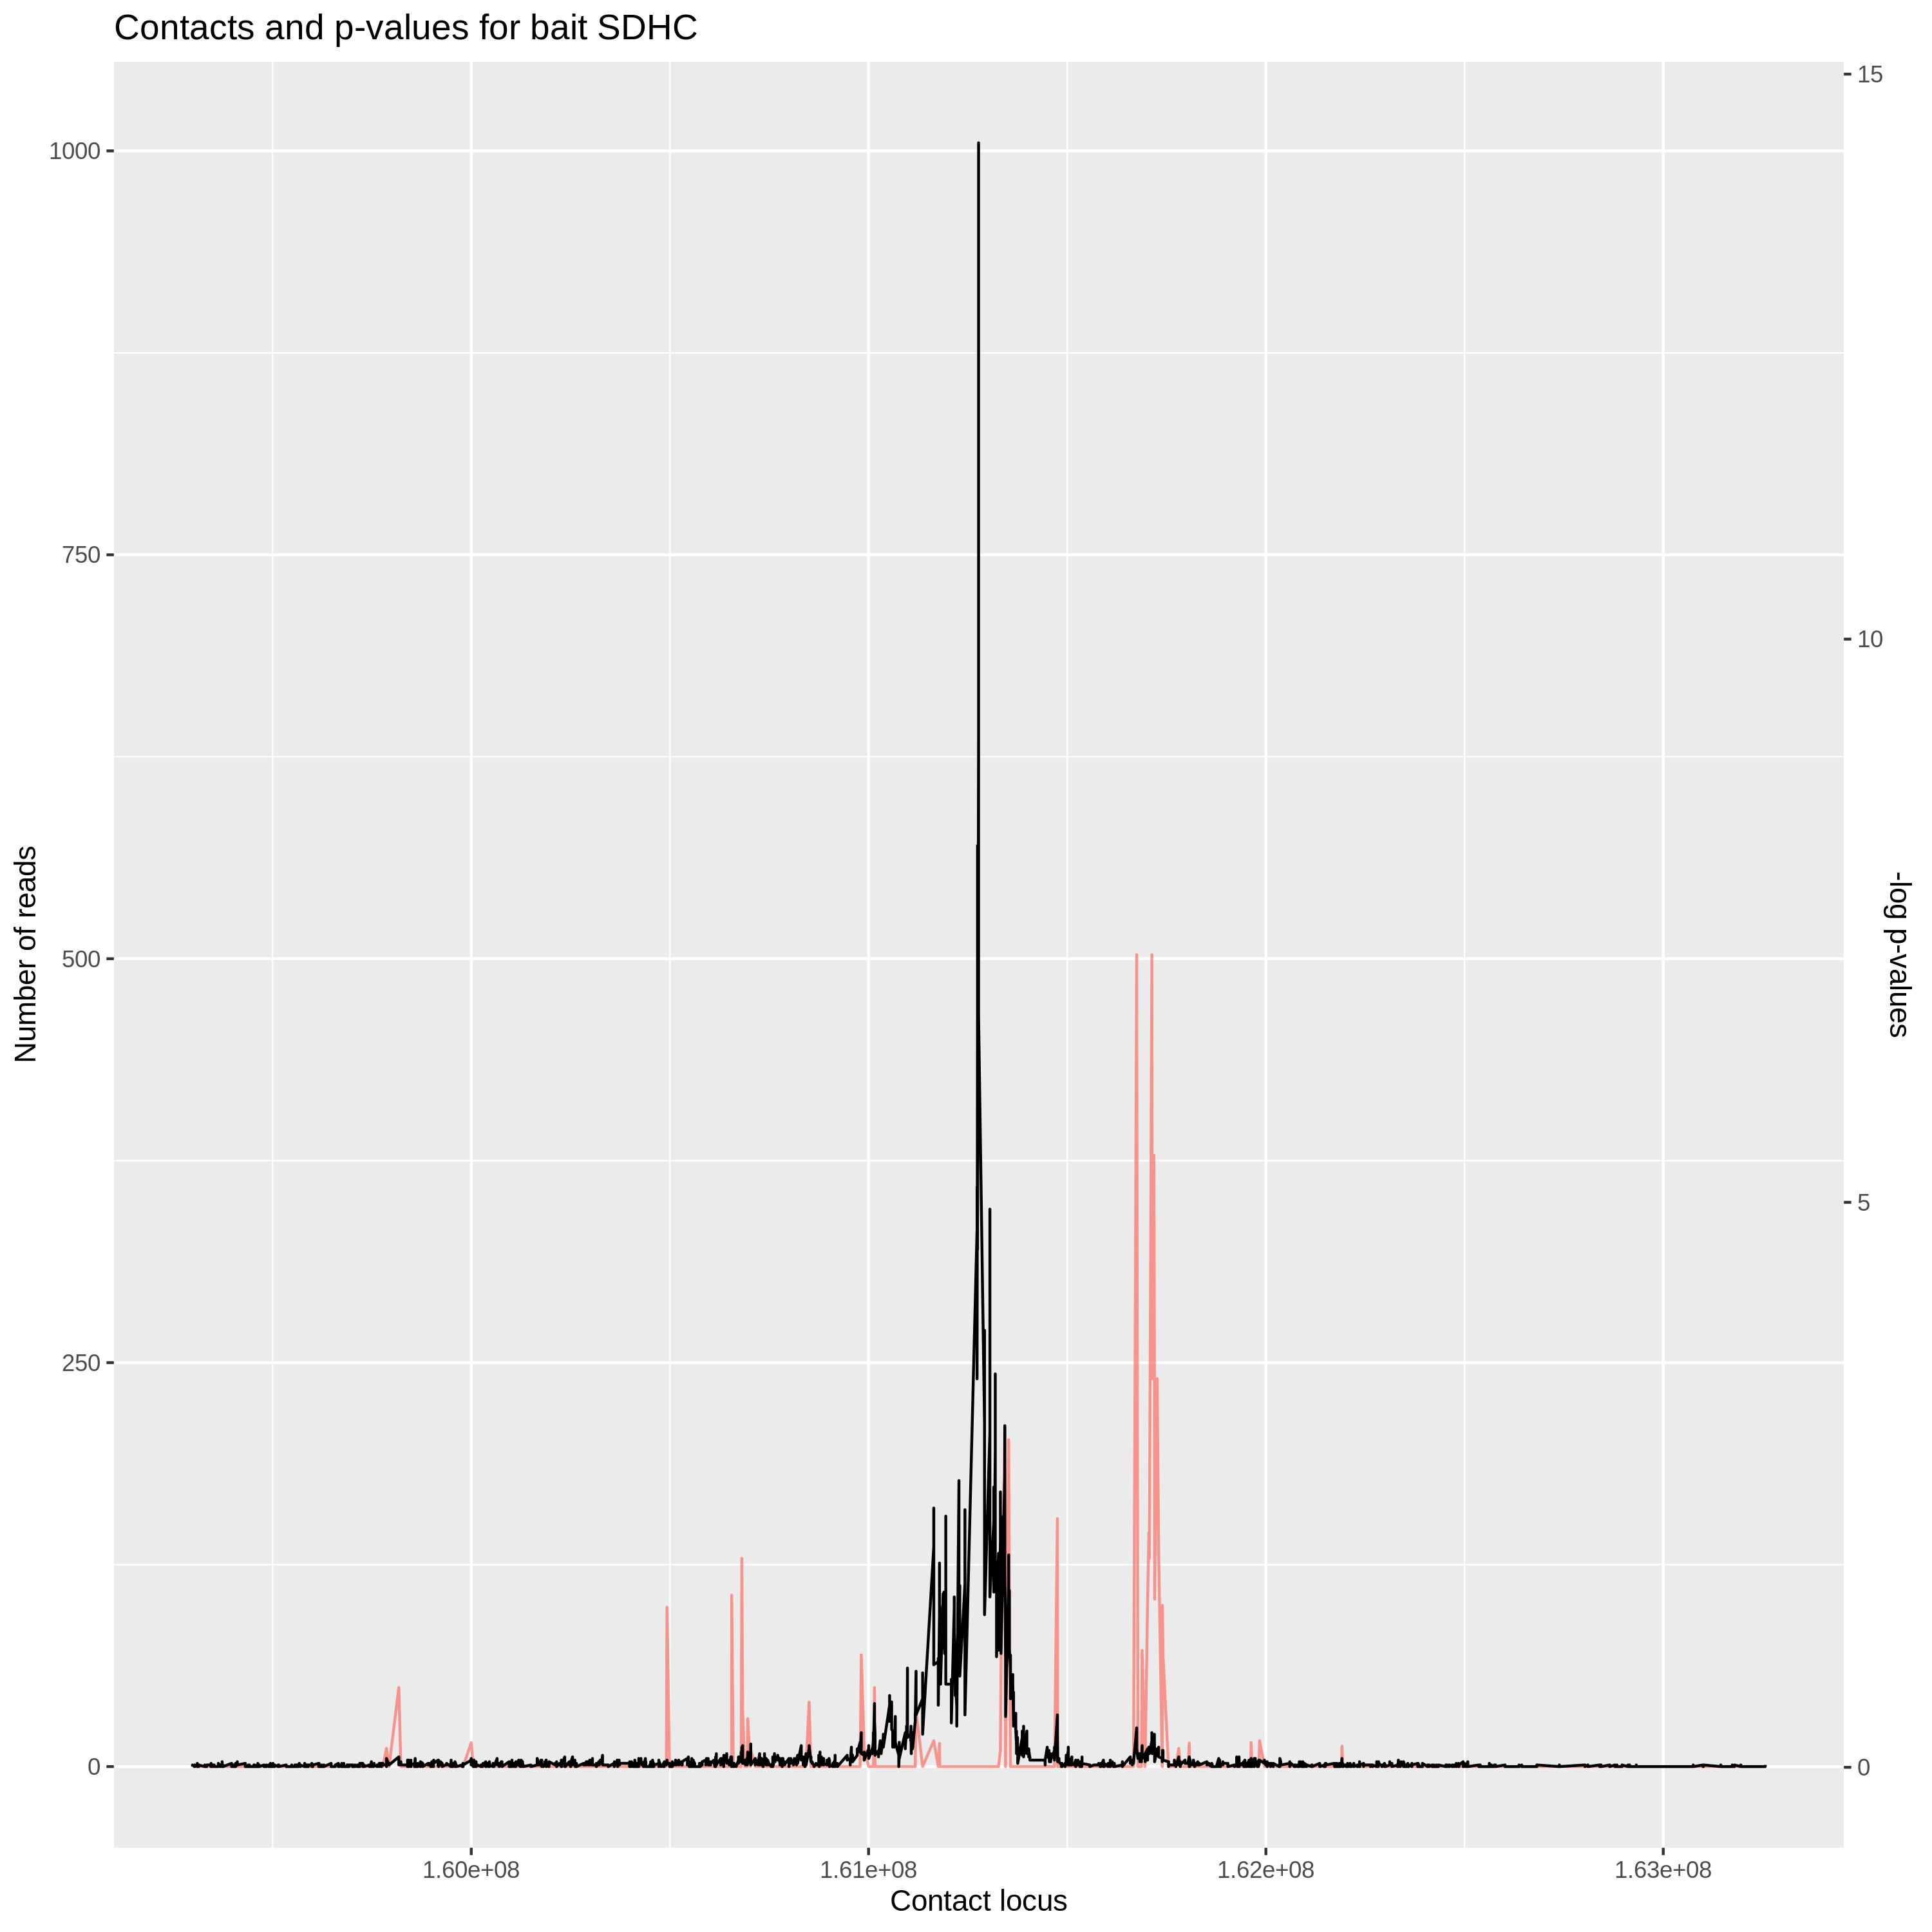 Contacts and p-values for bait SDHC
15
1000
750
10
Number of reads
-log p-values
500
5
250
0
0
1.60e+08
1.61e+08
1.62e+08
1.63e+08
Contact locus